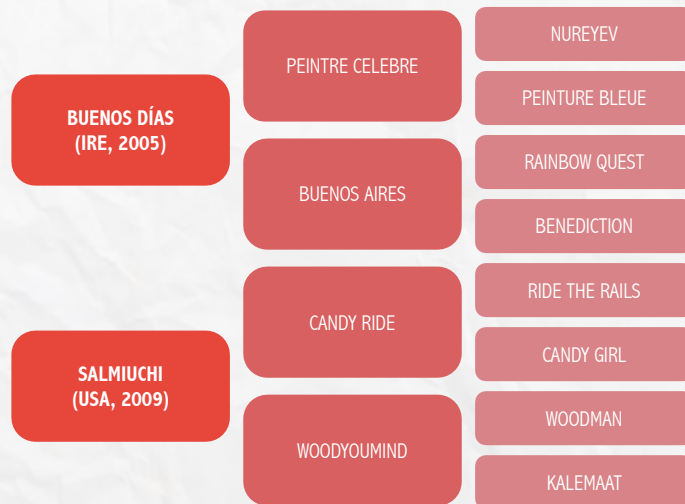 BUENOS DÍAS
(IRE, 2005)
SALMIUCHI
(USA, 2009)
PEINTRE CELEBRE
BUENOS AIRES
CANDY RIDE
WOODYOUMIND
NUREYEV
PEINTURE BLEUE
RAINBOW QUEST
BENEDICTION
RIDE THE RAILS
CANDY GIRL
WOODMAN
KALEMAAT